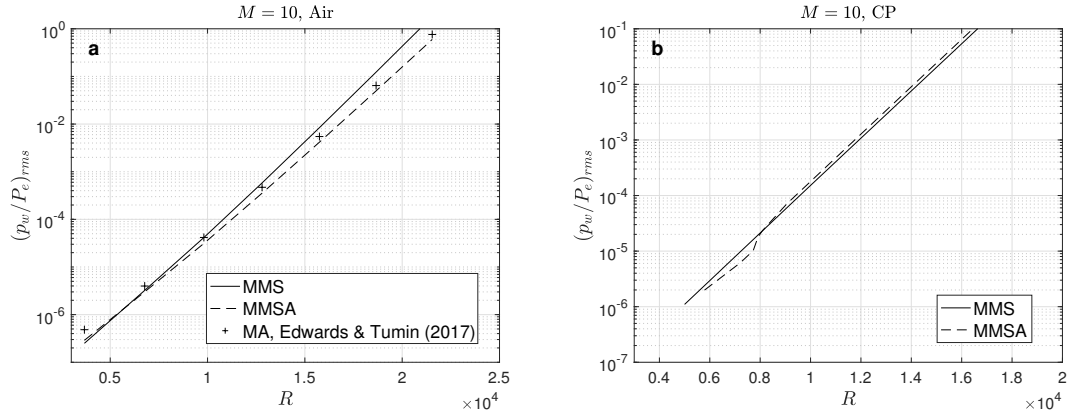 M = 10, Air
a
(p_w/P_e)_{rms}
10^0
10^{-2}
10^{-4}
10^{-6}
MMS
MMSA
MA, Edwards & Tumin (2017)
0.5 1 1.5 2 2.5
R
×10^4
M = 10, CP
b
(p_w/P_e)_{rms}
10^{-1}
10^{-2}
10^{-3}
10^{-4}
10^{-5}
10^{-6}
10^{-7}
MMS
MMSA
0.4 0.6 0.8 1 1.2 1.4 1.6 1.8 20
R
×10^4